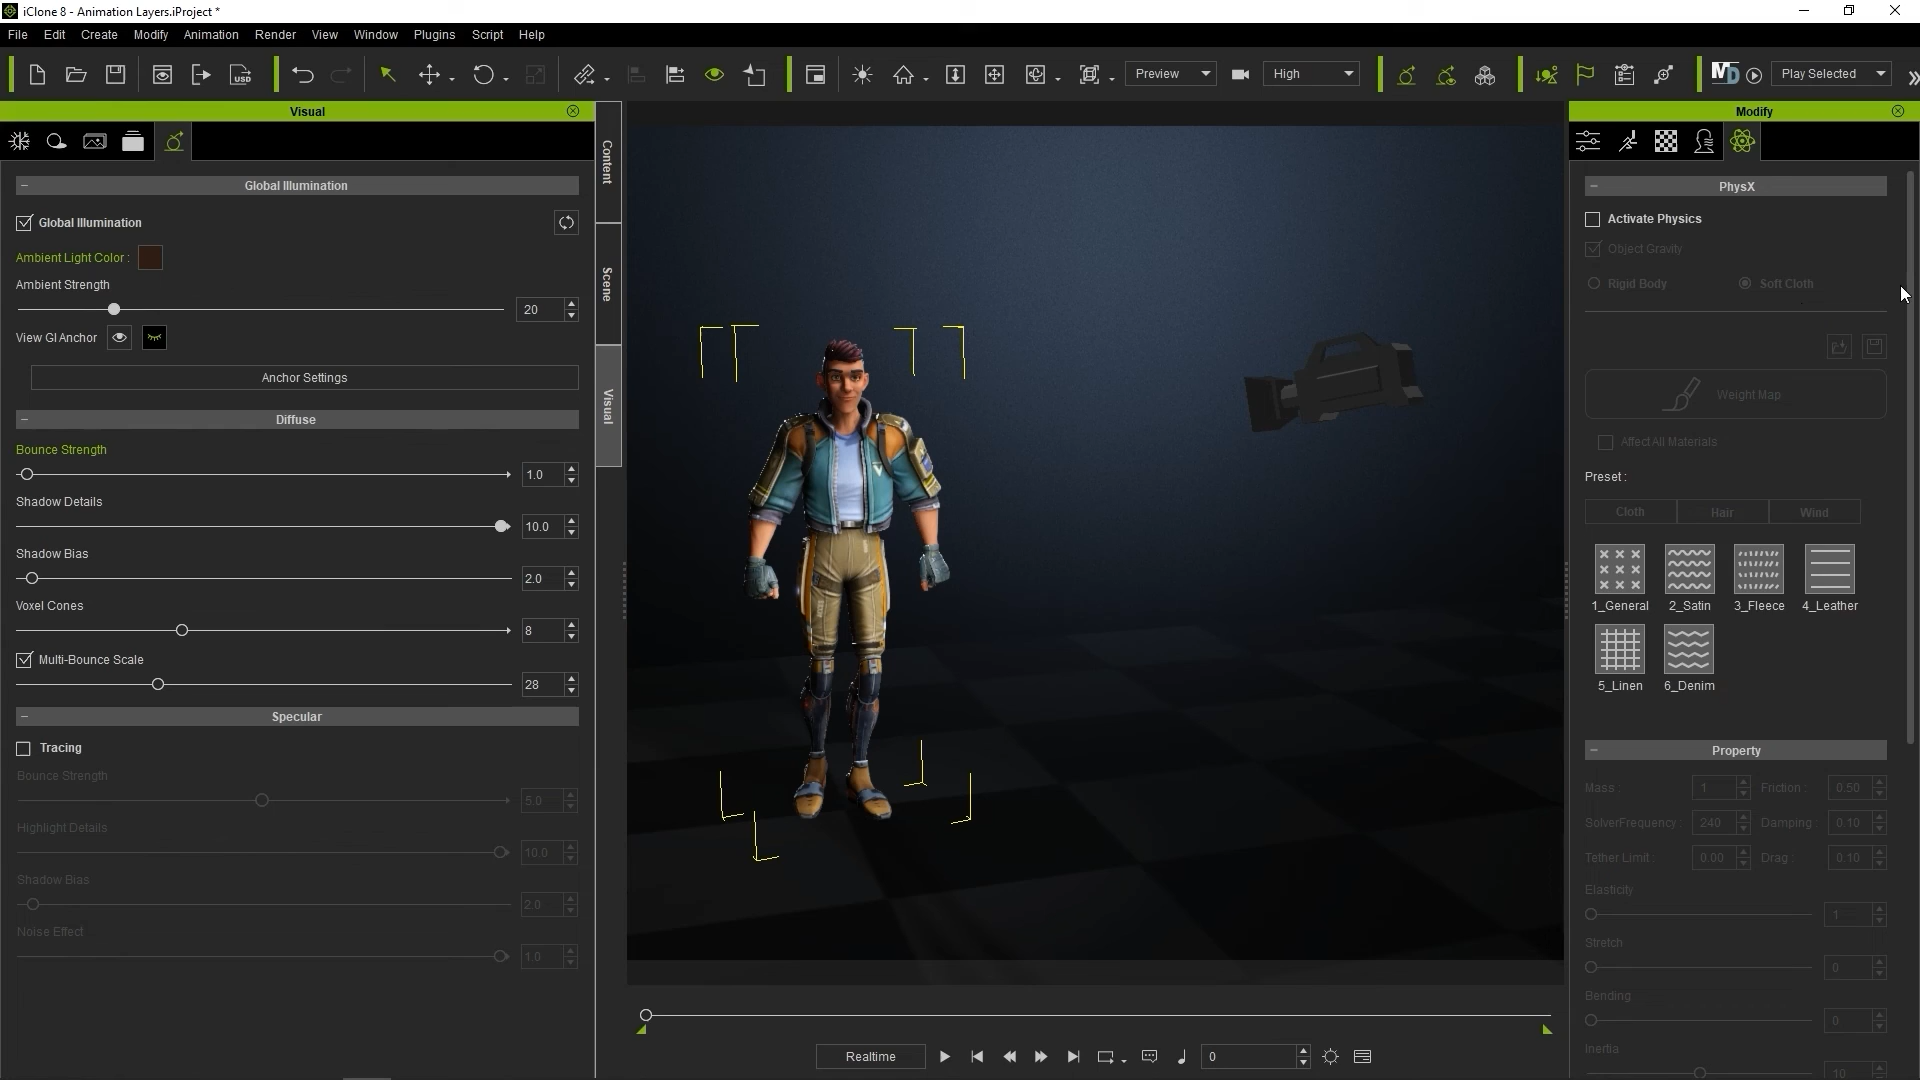 iClone 8 - Animation Layers.iProject *
File Edit Create Modify Animation Render View Window Plugins Script Help
USD
Preview
High
MD
Play Selected
Visual
Global Illumination
Global Illumination
Ambient Light Color :
Ambient Strength
20
View GI Anchor
Anchor Settings
Diffuse
Bounce Strength
1.0
Shadow Details
10.0
Shadow Bias
2.0
Voxel Cones
8
Multi-Bounce Scale
28
Specular
Tracing
Bounce Strength
5.0
Highlight Details
10.0
Shadow Bias
2.0
Noise Effect
1.0
Content
Scene
Visual
Realtime
0
Modify
PhysX
Activate Physics
Object Gravity
Rigid Body
Soft Cloth
Weight Map
Affect All Materials
Preset :
Cloth Hair Wind
1_General 2_Satin 3_Fleece 4_Leather
5_Linen 6_Denim
Property
Mass : 1 Friction : 0.50
SolverFrequency : 240 Damping : 0.10
Tether Limit : 0.00 Drag : 0.10
Elasticity
1
Stretch
0
Bending
0
Inertia
10